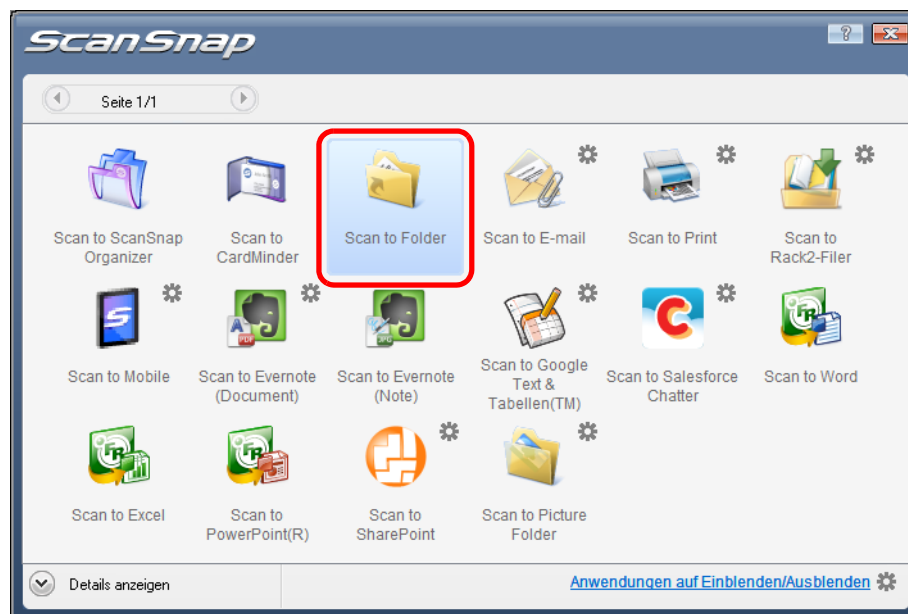 ScanSnap
?
Seite 1/1
Scan to ScanSnap
Organizer
Scan to
CardMinder
Scan to Folder
Scan to E-mail
Scan to Print
Scan to
Rack2-Filer
Scan to Mobile
Scan to Evernote
(Document)
Scan to Evernote
(Note)
Scan to Google
Text &
Tabellen(TM)
Scan to Salesforce
Chatter
Scan to Word
Scan to Excel
Scan to
PowerPoint(R)
Scan to
SharePoint
Scan to Picture
Folder
Details anzeigen
Anwendungen auf Einblenden/Ausblenden